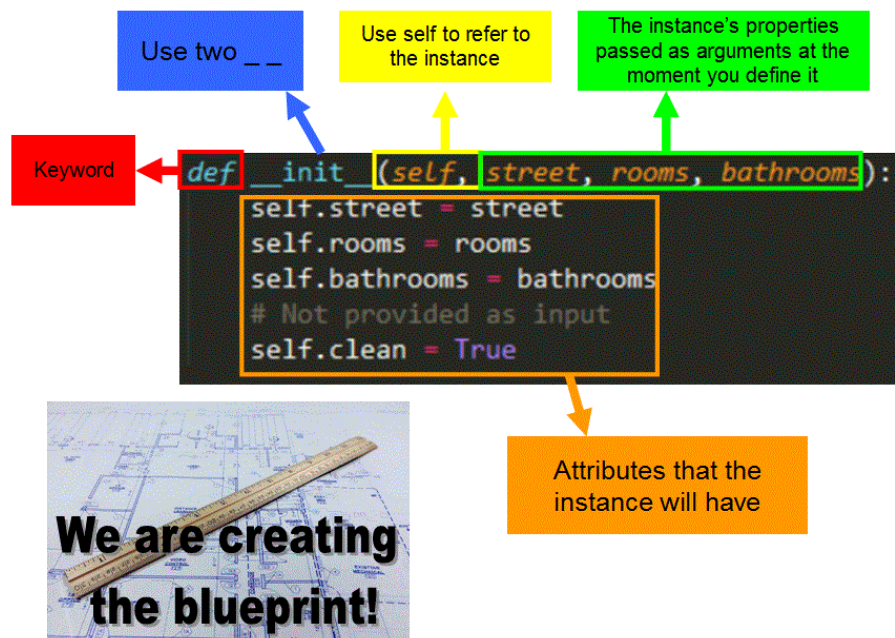 Use two _ _
Use self to refer to
the instance
The instance's properties
passed as arguments at the
moment you define it
Keyword
def __init__(self, street, rooms, bathrooms):
self.street = street
self.rooms = rooms
self.bathrooms = bathrooms
# Not provided as input
self.clean = True
Attributes that the
instance will have
We are creating
the blueprint!